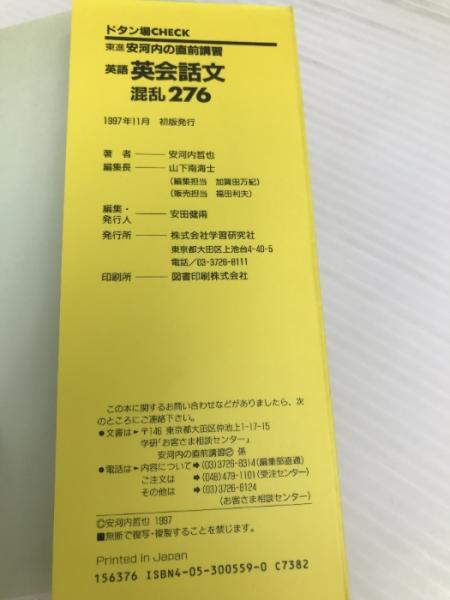 ドタン場CHECK
東進 安河内の直前講習
英語 英会話文
混乱276
1997年11月 初版発行
著者 ―― 安河内哲也
編集長 ―― 山下南海士
(編集担当 加賀田万紀)
(販売担当 福田利夫)
編集・
発行人 ―― 安田健甫
発行所 ―― 株式会社学習研究社
東京都大田区上池台4-40-5
電話/03-3726-8111
印刷所 ―― 図書印刷株式会社
この本に関するお問い合わせなどがありましたら、次
のところにご連絡下さい。
●文書は➡〒146 東京都大田区仲池上1-17-15
学研「お客さま相談センター」
安河内の直前講習② 係
●電話は➡内容について➡(03)3726-8314(編集部直通)
ご注文は ➡(048)479-1101(受注センター)
その他は ➡(03)3726-8124
(お客さま相談センター)
©安河内哲也 1997
■無断で複写・複製することを禁じます。
Printed in Japan
156376 ISBN4-05-300559-0 C7382